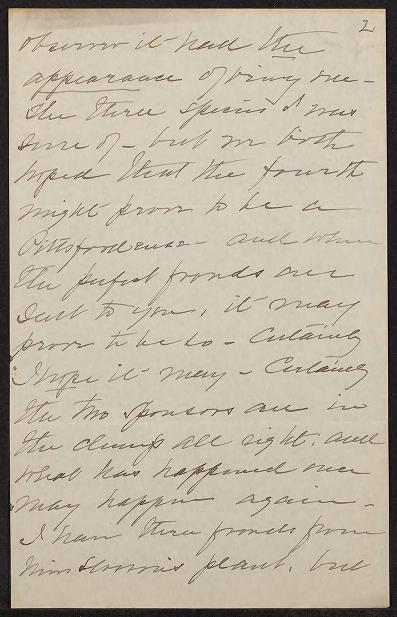 2
observer it had the
appearance of being one -
the three species I was
sure of - but we both
hoped that the fourth
might prove to be a
Pittsfordense - and when
the perfect fronds are
sent to you, it may
prove to be so - Certainly
I hope it may - Certainly
the two sponsors are in
the clump all right, and
what has happened once
may happen again -
I have three fronds from
Miss plant, but